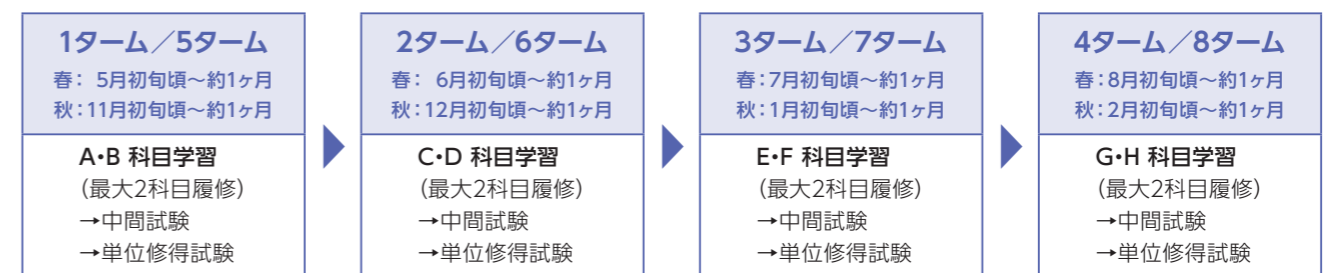 1ターム／5ターム
春： 5月初旬頃～約1ヶ月
秋：11月初旬頃～約1ヶ月
A・B 科目学習
（最大2科目履修）
→中間試験
→単位修得試験
2ターム／6ターム
春： 6月初旬頃～約1ヶ月
秋：12月初旬頃～約1ヶ月
C・D 科目学習
（最大2科目履修）
→中間試験
→単位修得試験
3ターム／7ターム
春：7月初旬頃～約1ヶ月
秋：1月初旬頃～約1ヶ月
E・F 科目学習
（最大2科目履修）
→中間試験
→単位修得試験
4ターム／8ターム
春：8月初旬頃～約1ヶ月
秋：2月初旬頃～約1ヶ月
G・H 科目学習
（最大2科目履修）
→中間試験
→単位修得試験